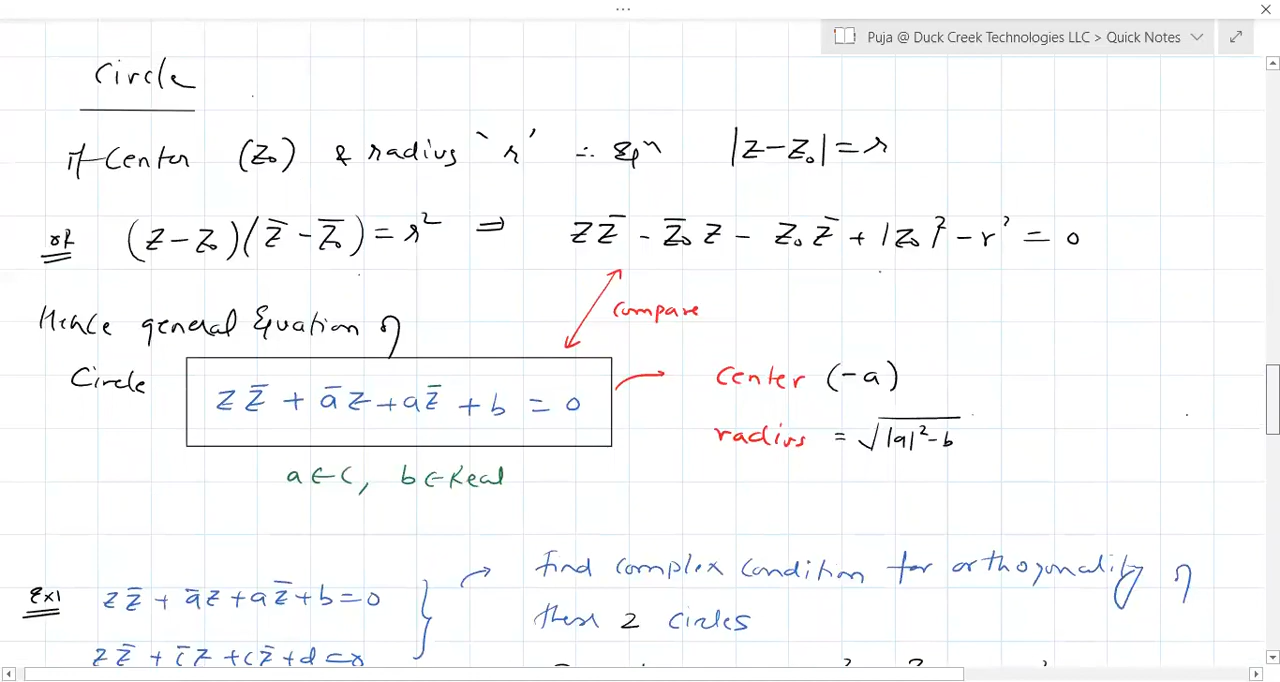 Puja @ Duck Creek Technologies LLC > Quick Notes
Circle
if Center (z₀) & radius 'r' ∴ Eqⁿ |z-z₀|=r
or (z-z₀)(z̄-z̄₀)=r² ⇒ zz̄ - z̄₀z - z₀z̄ + |z₀|² - r² = 0
compare
Hence general Equation of
Circle zz̄ + āz + az̄ + b = 0
center (-a)
radius = √|a|²-b
a∈C, b∈Real
Ex1 zz̄ + āz + az̄ + b = 0 → Find complex condition for orthogonality of
these 2 circles
zz̄ + c̄z + cz̄ + d = 0